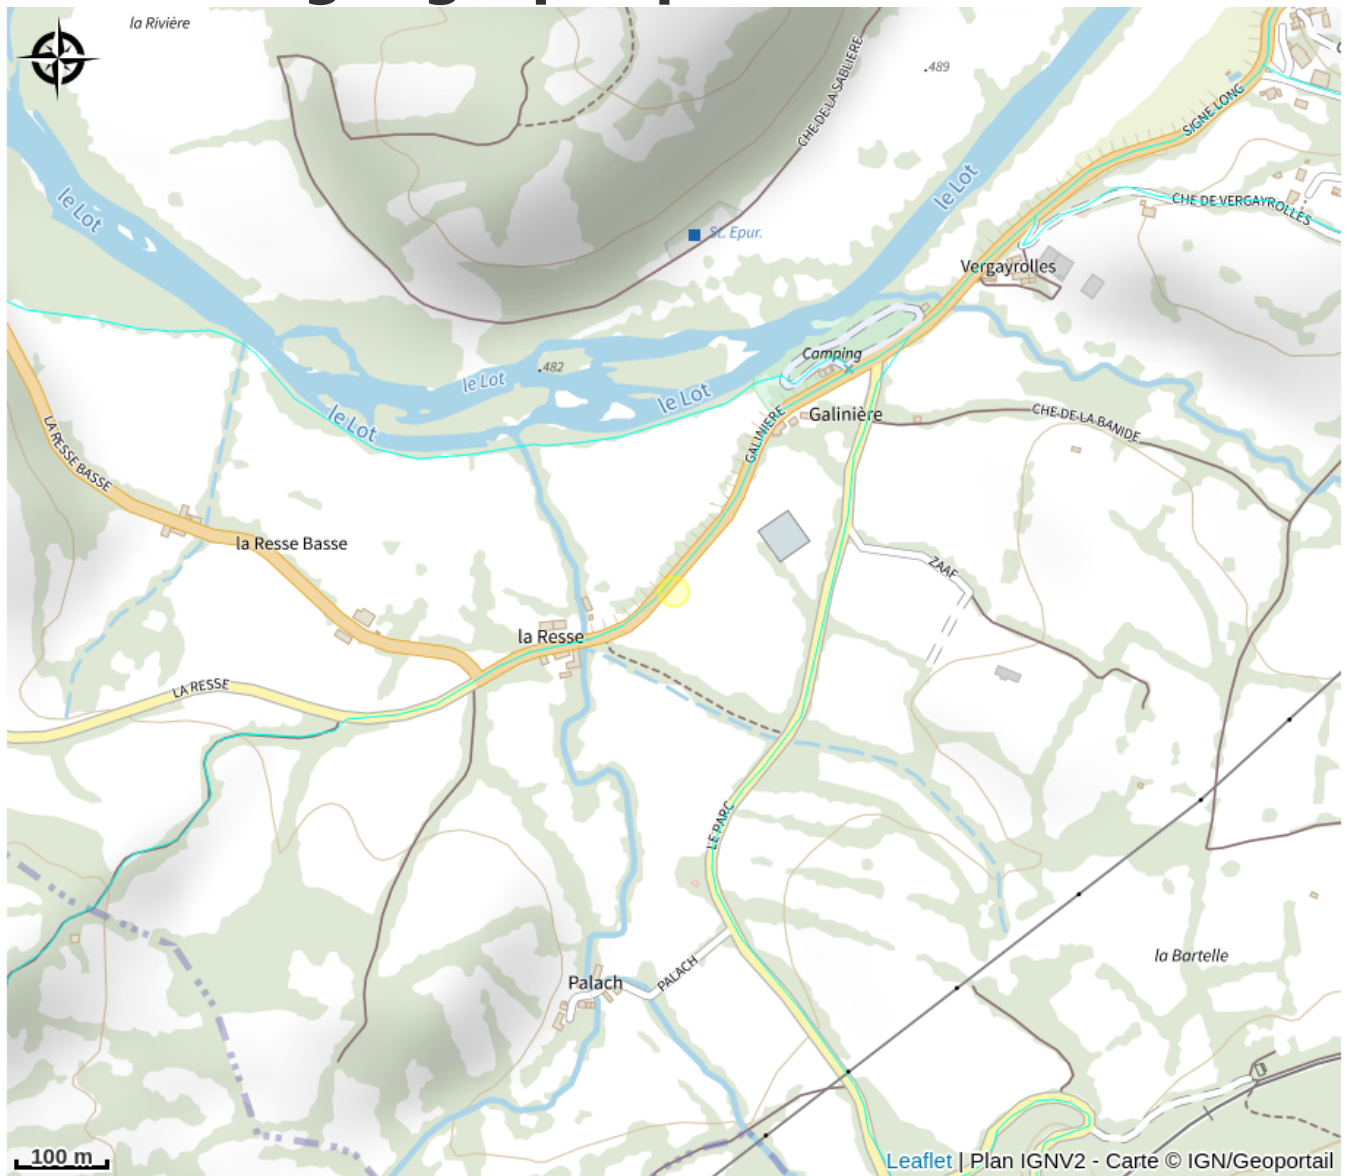 la Rivière
.489
CHE DE LA SABLIERE
SIGNE LONG
le Lot
le Lot
CHE DE VERGAYROLLES
St. Epur.
Vergayrolles
Camping
.482
le Lot
le Lot
le Lot
GALINIERE
Galinière
CHE DE LA BANIDE
LA RESSE BASSE
la Resse Basse
ZAAF
la Resse
LA RESSE
LE PARC
la Bartelle
Palach
PALACH
100 m
Leaflet | Plan IGNV2 - Carte © IGN/Geoportail